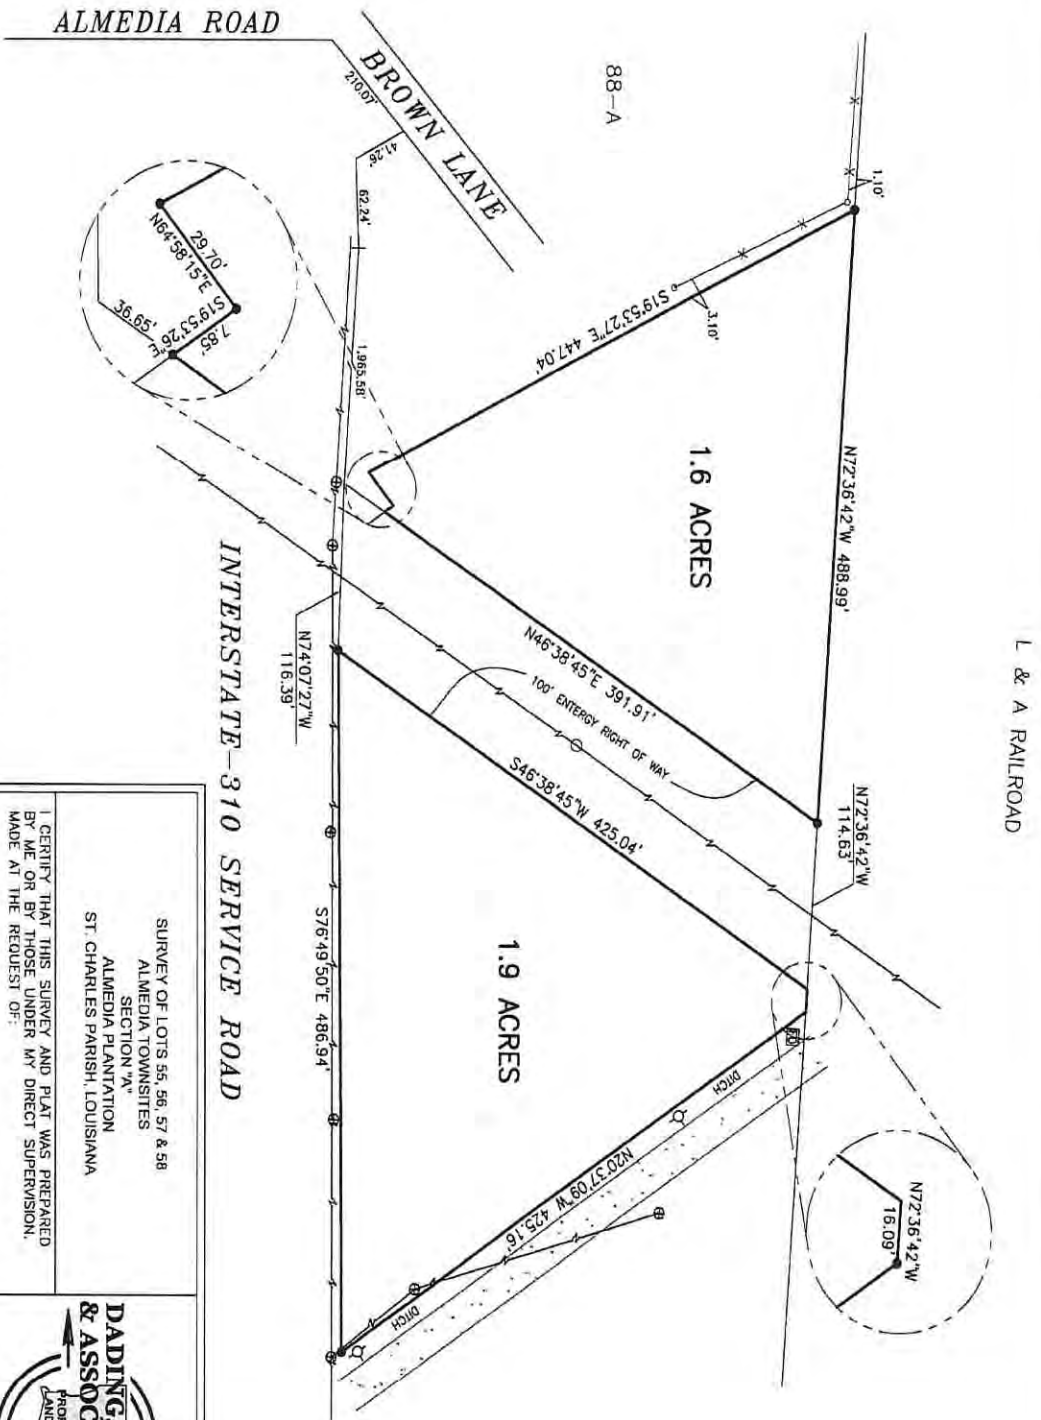 ALMEDIA ROAD
BROWN LANE
210.07'
41.26'
62.24'
88-A
1.10'
3.10'
S19°53'27"E 447.04'
1,965.58'
29.70'
N64°58'15"E
S19°53'26"E
7.85'
36.65'
1.6 ACRES
N72°36'42"W 488.99'
L & A RAILROAD
N46°38'45"E 391.91'
100' ENTERGY RIGHT OF WAY
S46°38'45"W 425.04'
N72°36'42"W
114.63'
N74°07'27"W
116.39'
INTERSTATE-310 SERVICE ROAD
S76°49'50"E 486.94'
1.9 ACRES
DITCH
N20°37'09"W 425.16'
DITCH
N72°36'42"W
16.09'
SURVEY OF LOTS 55, 56, 57 & 58
ALMEDIA TOWNSITES
SECTION "A"
ALMEDIA PLANTATION
ST. CHARLES PARISH, LOUISIANA
I CERTIFY THAT THIS SURVEY AND PLAT WAS PREPARED
BY ME OR BY THOSE UNDER MY DIRECT SUPERVISION.
MADE AT THE REQUEST OF:
DADING,
& ASSOC